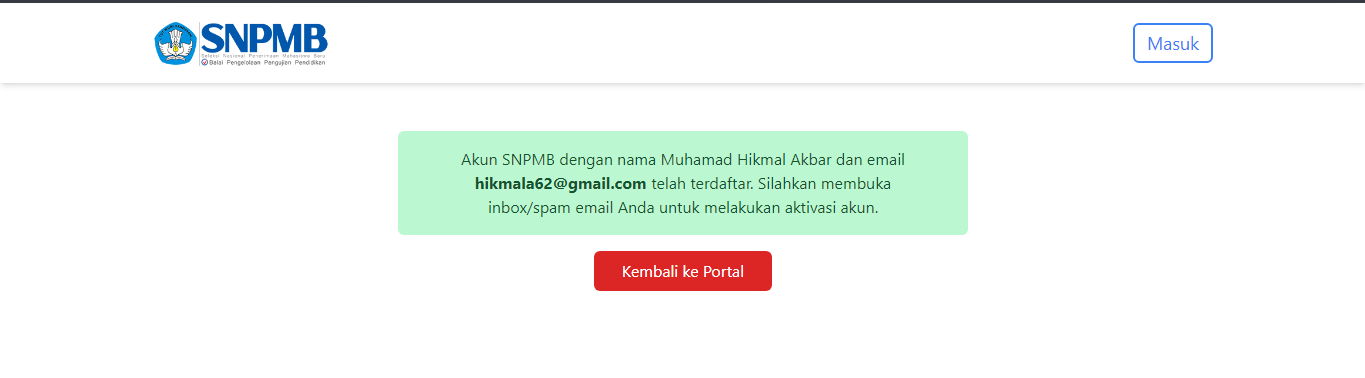 SNPMB
Seleksi Nasional Penerimaan Mahasiswa Baru
Balai Pengelolaan Pengujian Pendidikan
Masuk
Akun SNPMB dengan nama Muhamad Hikmal Akbar dan email
hikmala62@gmail.com telah terdaftar. Silahkan membuka
inbox/spam email Anda untuk melakukan aktivasi akun.
Kembali ke Portal